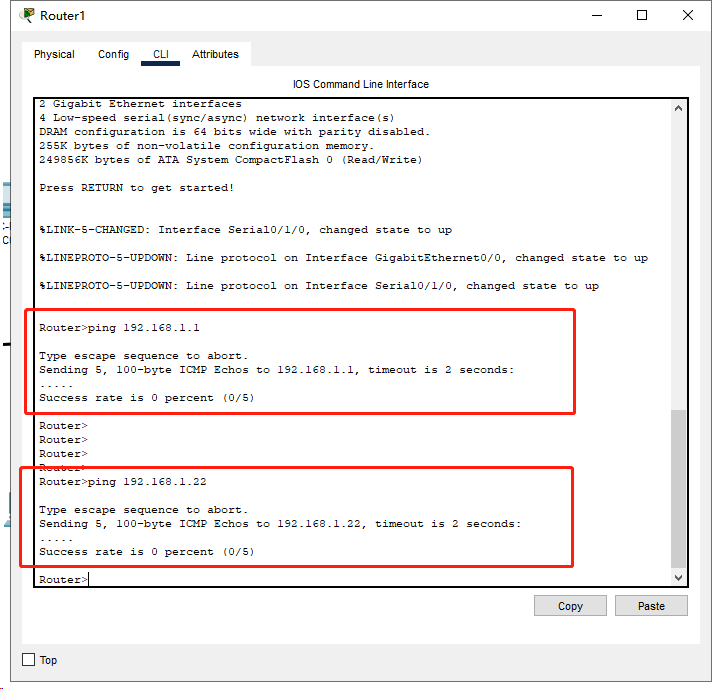 Router1
Physical Config CLI Attributes
IOS Command Line Interface
2 Gigabit Ethernet interfaces
4 Low-speed serial(sync/async) network interface(s)
DRAM configuration is 64 bits wide with parity disabled.
255K bytes of non-volatile configuration memory.
249856K bytes of ATA System CompactFlash 0 (Read/Write)
Press RETURN to get started!
%LINK-5-CHANGED: Interface Serial0/1/0, changed state to up
%LINEPROTO-5-UPDOWN: Line protocol on Interface GigabitEthernet0/0, changed state to up
%LINEPROTO-5-UPDOWN: Line protocol on Interface Serial0/1/0, changed state to up
Router>ping 192.168.1.1
Type escape sequence to abort.
Sending 5, 100-byte ICMP Echos to 192.168.1.1, timeout is 2 seconds:
.....
Success rate is 0 percent (0/5)
Router>
Router>
Router>
Router>
Router>ping 192.168.1.22
Type escape sequence to abort.
Sending 5, 100-byte ICMP Echos to 192.168.1.22, timeout is 2 seconds:
.....
Success rate is 0 percent (0/5)
Router>
Copy Paste
Top